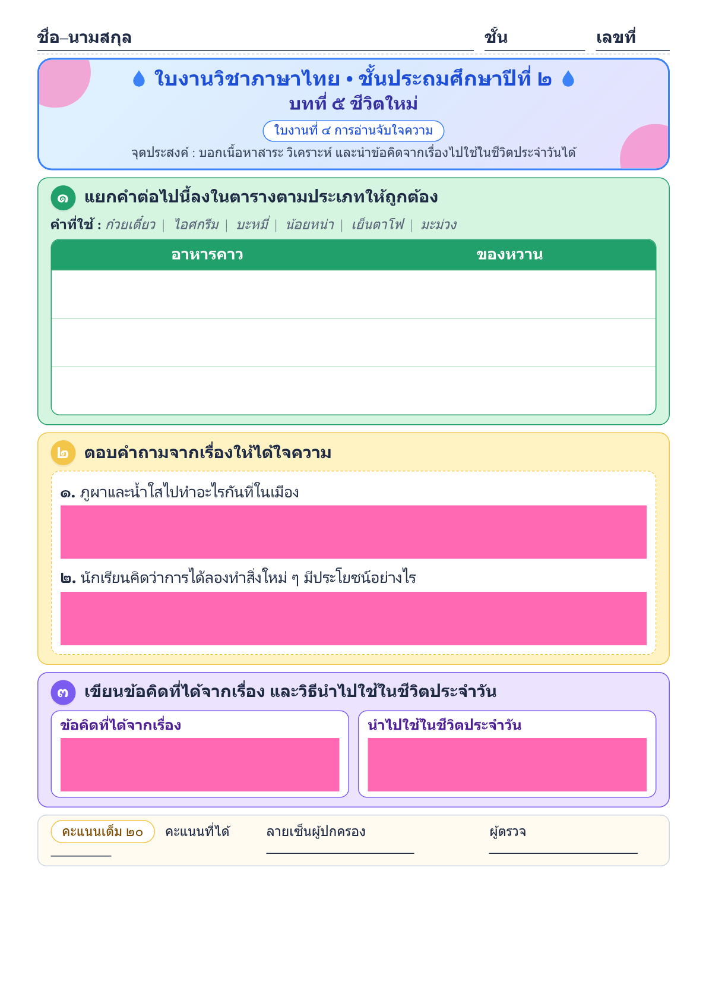 ชื่อ–นามสกุล ชั้น เลขที่
ใบงานวิชาภาษาไทย • ชั้นประถมศึกษาปีที่ ๒
บทที่ ๕ ชีวิตใหม่
ใบงานที่ ๔ การอ่านจับใจความ
จุดประสงค์ : บอกเนื้อหาสาระ วิเคราะห์ และนำข้อคิดจากเรื่องไปใช้ในชีวิตประจำวันได้
๑ แยกคำต่อไปนี้ลงในตารางตามประเภทให้ถูกต้อง
คำที่ใช้ : ก๋วยเตี๋ยว | ไอศกรีม | บะหมี่ | น้อยหน่า | เย็นตาโฟ | มะม่วง
อาหารคาว ของหวาน
๒ ตอบคำถามจากเรื่องให้ได้ใจความ
๑. ภูผาและน้ำใสไปทำอะไรกันที่ในเมือง
๒. นักเรียนคิดว่าการได้ลองทำสิ่งใหม่ ๆ มีประโยชน์อย่างไร
๓ เขียนข้อคิดที่ได้จากเรื่อง และวิธีนำไปใช้ในชีวิตประจำวัน
ข้อคิดที่ได้จากเรื่อง นำไปใช้ในชีวิตประจำวัน
คะแนนเต็ม ๒๐ คะแนนที่ได้ ลายเซ็นผู้ปกครอง ผู้ตรวจ